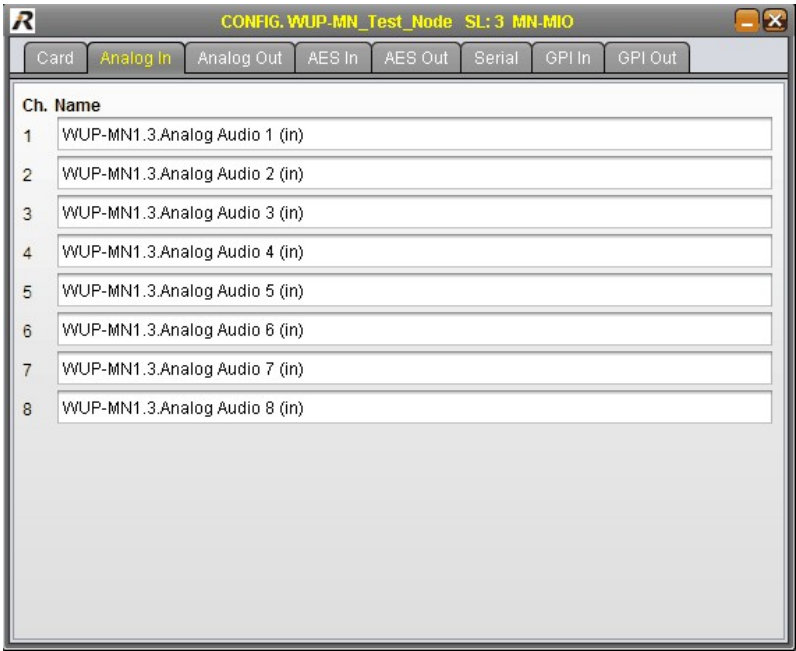 R CONFIG. WUP-MN_Test_Node SL: 3 MN-MIO
Card Analog In Analog Out AES In AES Out Serial GPI In GPI Out
Ch. Name
1 WUP-MN1.3.Analog Audio 1 (in)
2 WUP-MN1.3.Analog Audio 2 (in)
3 WUP-MN1.3.Analog Audio 3 (in)
4 WUP-MN1.3.Analog Audio 4 (in)
5 WUP-MN1.3.Analog Audio 5 (in)
6 WUP-MN1.3.Analog Audio 6 (in)
7 WUP-MN1.3.Analog Audio 7 (in)
8 WUP-MN1.3.Analog Audio 8 (in)